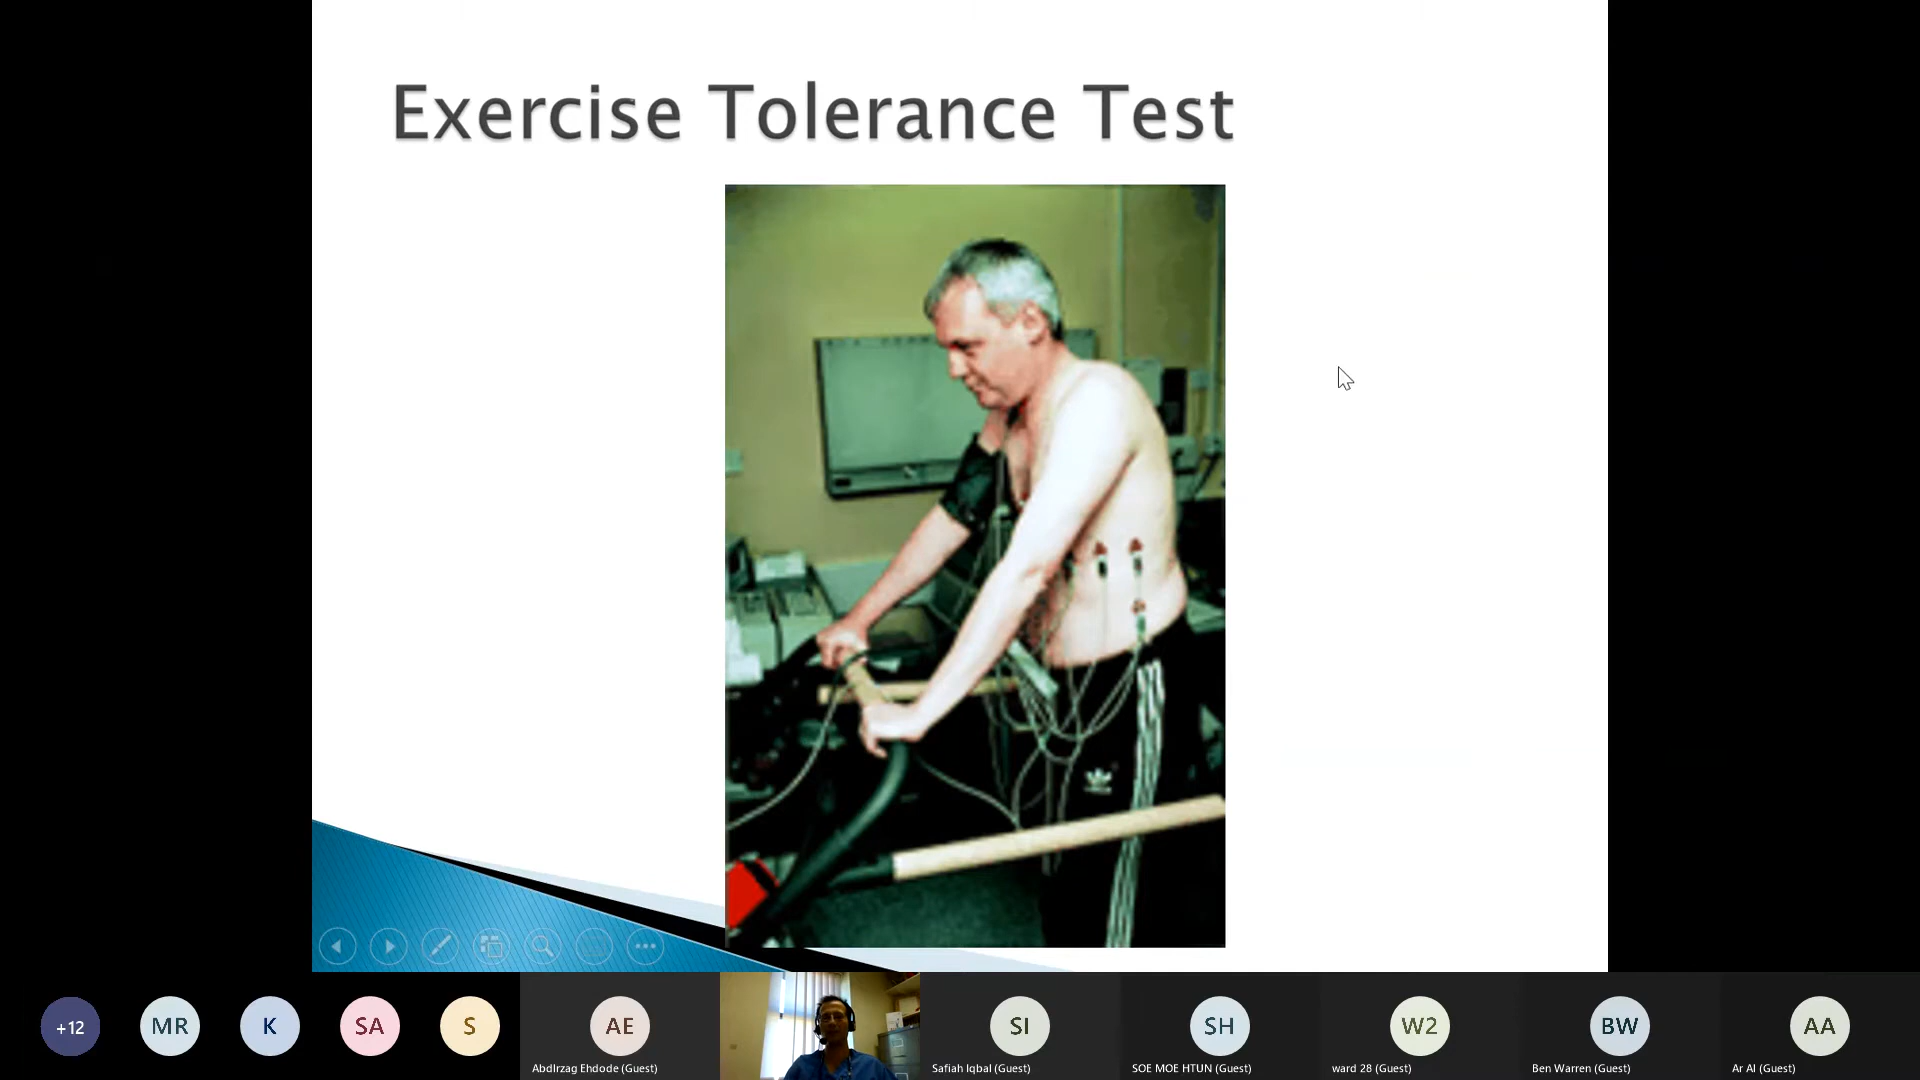 Exercise Tolerance Test
+12
MR
K
SA
S
AE
SI
SH
W2
BW
AA
Abdlrzag Ehdode (Guest)
Safiah Iqbal (Guest)
SOE MOE HTUN (Guest)
ward 28 (Guest)
Ben Warren (Guest)
Ar Al (Guest)